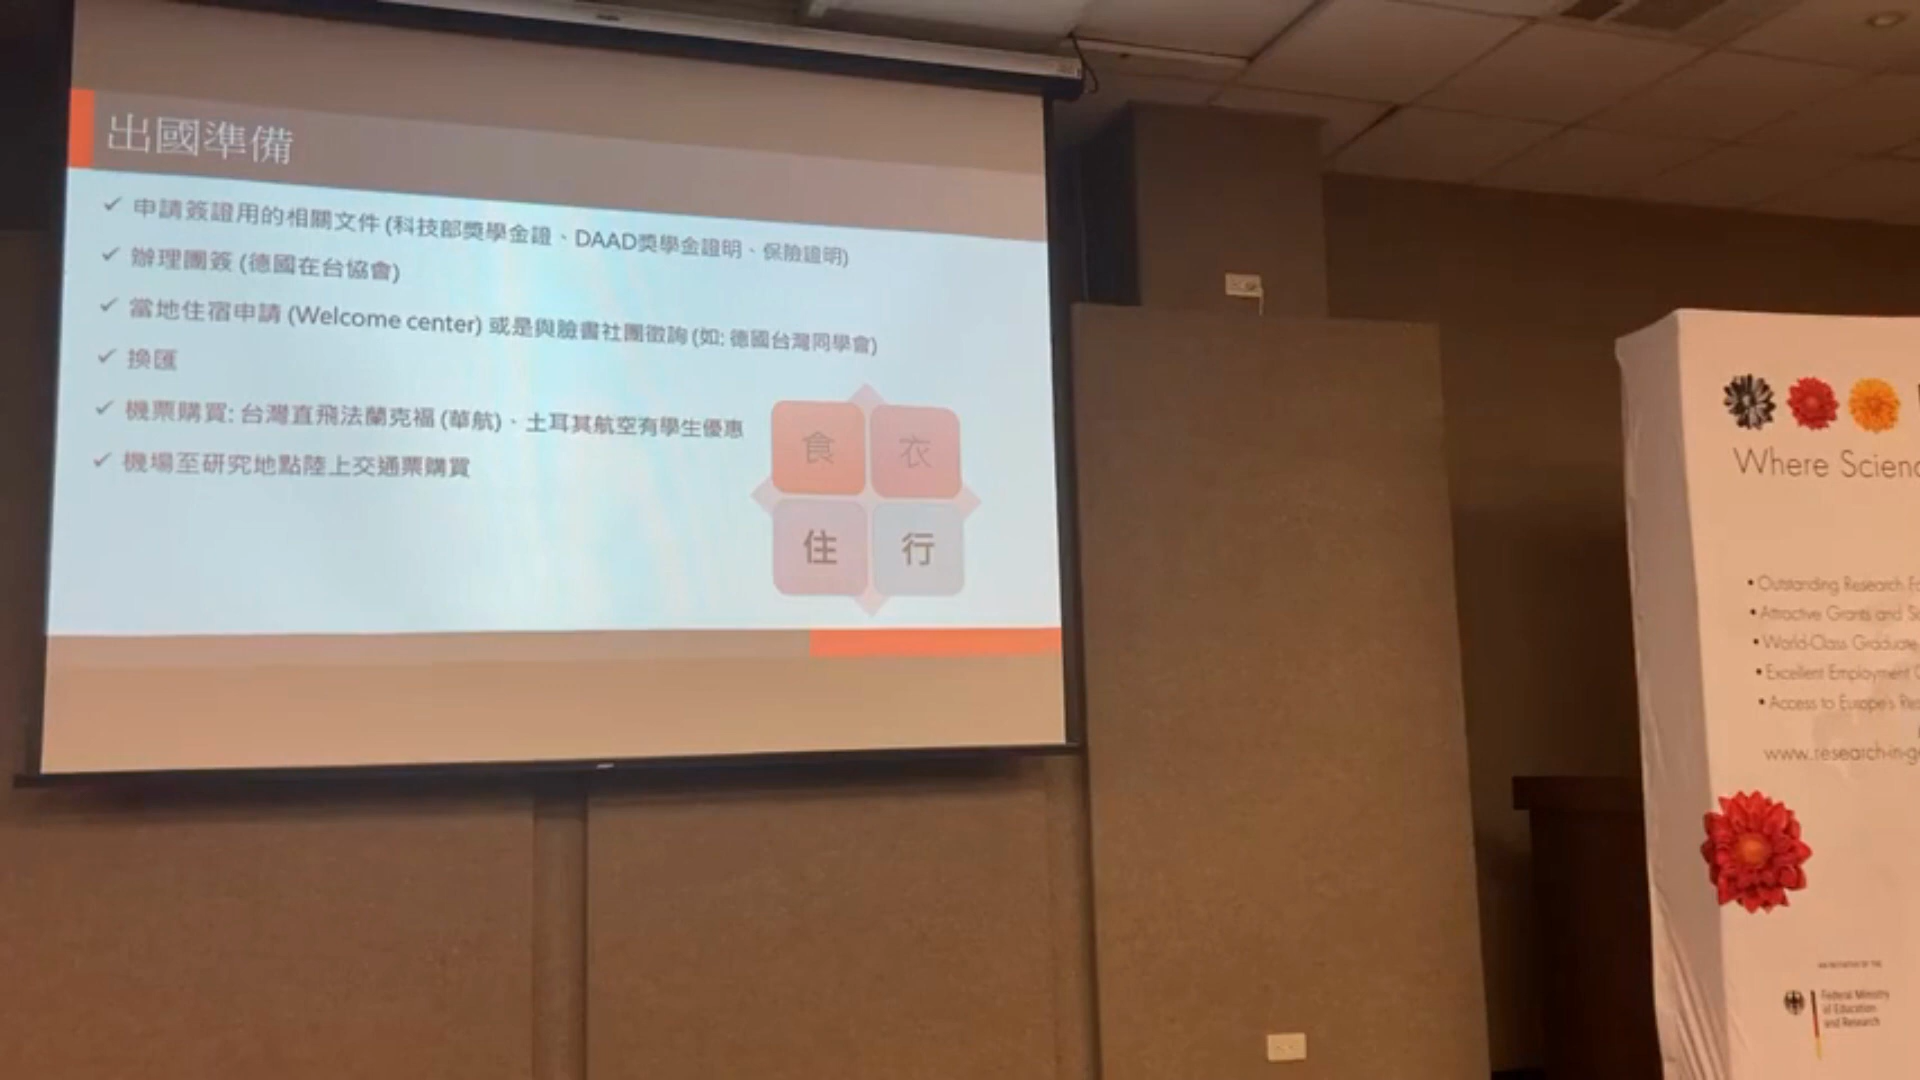 出國準備
✓ 申請簽證用的相關文件 (科技部獎學金證、DAAD獎學金證明、保險證明)
✓ 辦理團簽 (德國在台協會)
✓ 當地住宿申請 (Welcome center) 或是與臉書社團徵詢 (如: 德國台灣同學會)
✓ 換匯
✓ 機票購買: 台灣直飛法蘭克福 (華航)、土耳其航空有學生優惠
✓ 機場至研究地點陸上交通票購買
食 衣
住 行
Where Scienc
• Outstanding Research Fa
• Attractive Grants and S
• World-Class Graduate
• Excellent Employment
• Access to Europe's Res
www.research-in-g
Federal Ministry
of Education
and Research